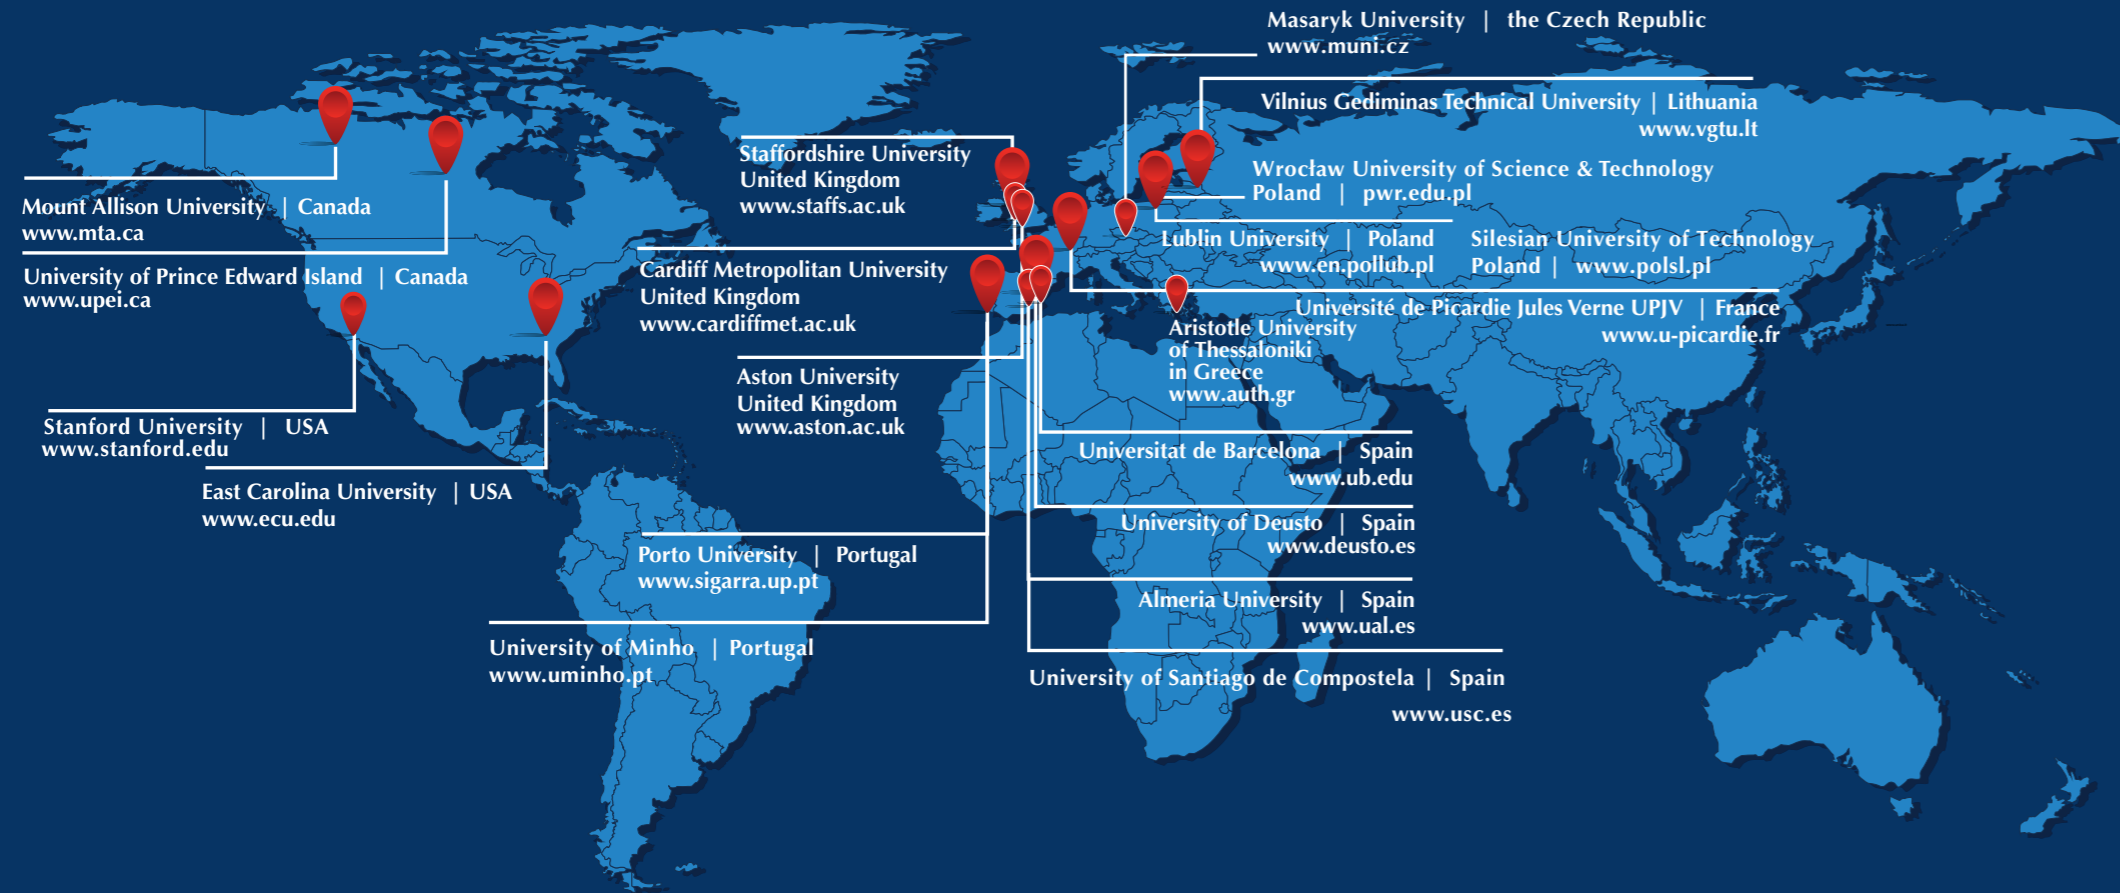 Masaryk University | the Czech Republic
www.muni.cz
Vilnius Gediminas Technical University | Lithuania
www.vgtu.lt
Staffordshire University
United Kingdom
www.staffs.ac.uk
Wrocław University of Science & Technology
Poland | pwr.edu.pl
Mount Allison University | Canada
www.mta.ca
Lublin University | Poland
www.en.pollub.pl
Silesian University of Technology
Poland | www.polsl.pl
University of Prince Edward Island | Canada
www.upei.ca
Cardiff Metropolitan University
United Kingdom
www.cardiffmet.ac.uk
Université de Picardie Jules Verne UPJV | France
www.u-picardie.fr
Aristotle University
of Thessaloniki
in Greece
www.auth.gr
Aston University
United Kingdom
www.aston.ac.uk
Stanford University | USA
www.stanford.edu
Universitat de Barcelona | Spain
www.ub.edu
East Carolina University | USA
www.ecu.edu
University of Deusto | Spain
www.deusto.es
Porto University | Portugal
www.sigarra.up.pt
Almeria University | Spain
www.ual.es
University of Minho | Portugal
www.uminho.pt
University of Santiago de Compostela | Spain
www.usc.es